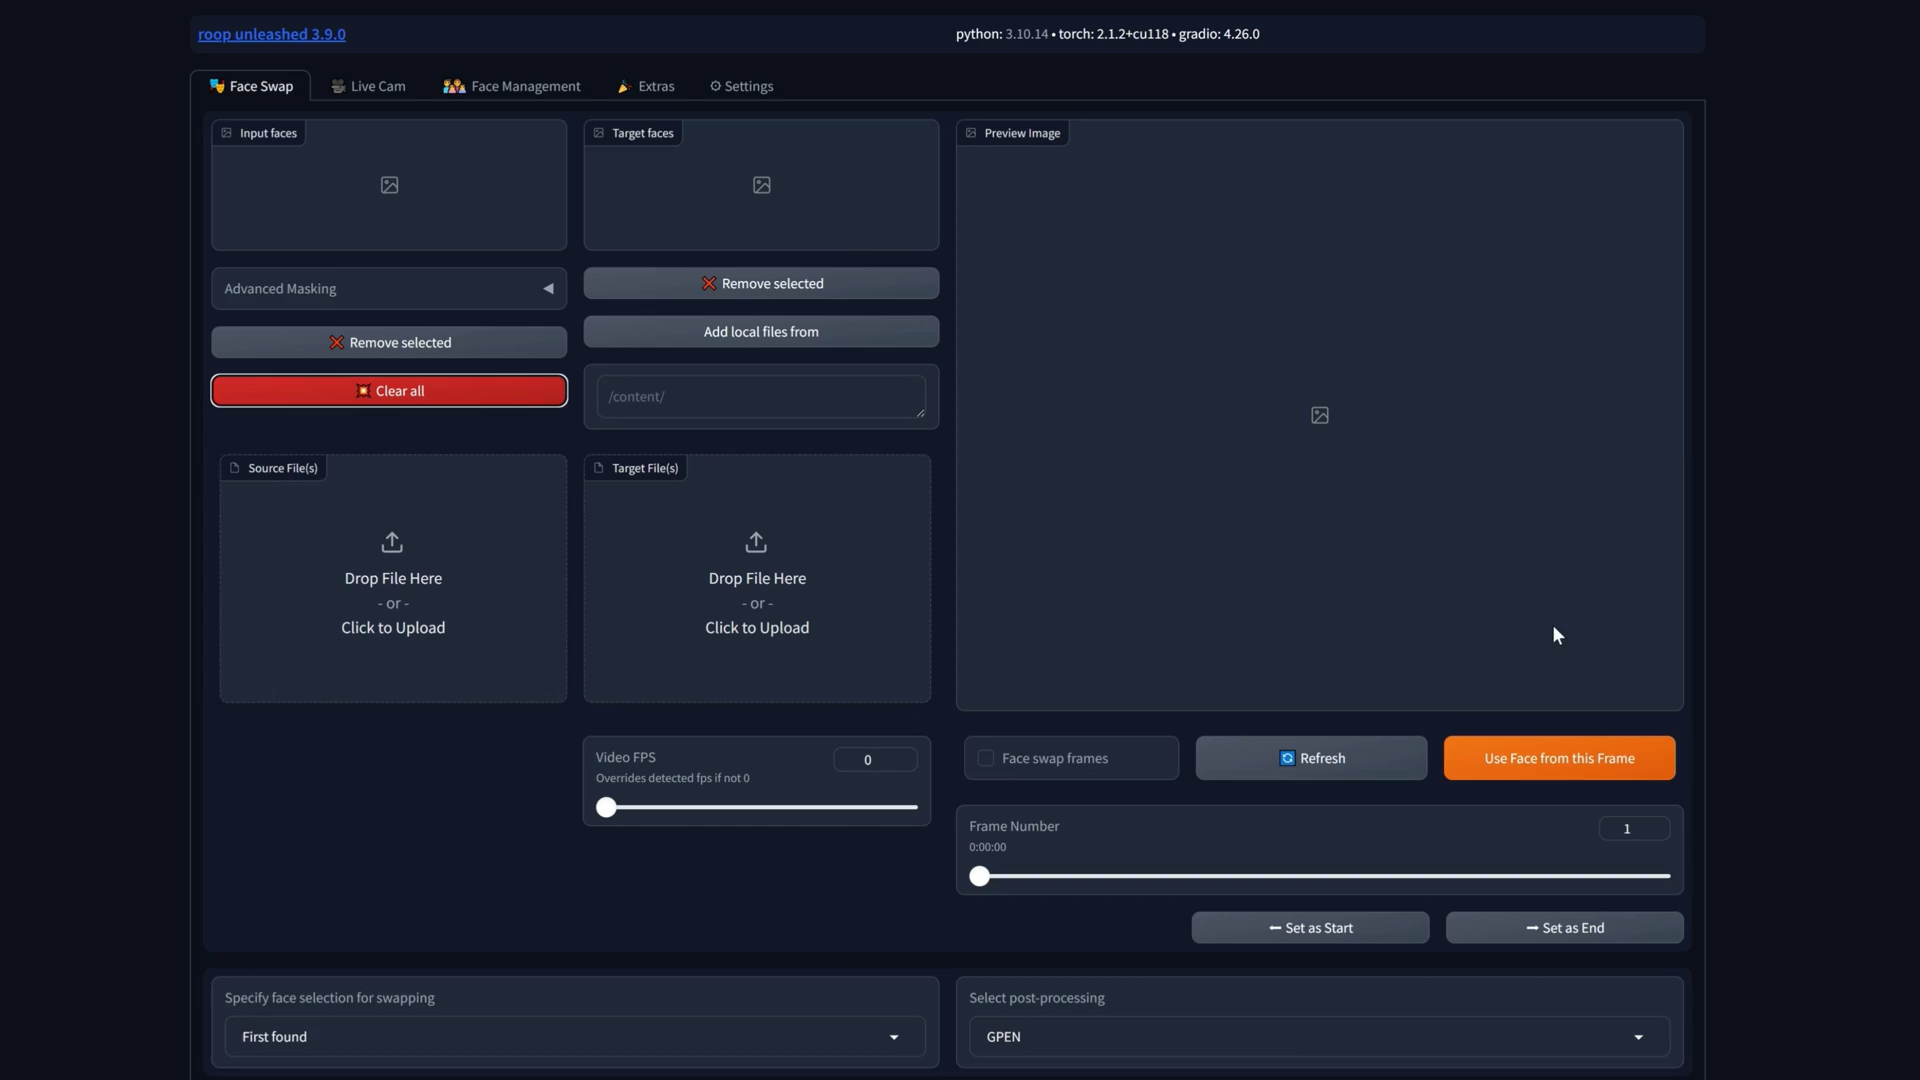 roop unleashed 3.9.0
python: 3.10.14 • torch: 2.1.2+cu118 • gradio: 4.26.0
Face Swap
Live Cam
Face Management
Extras
Settings
Input faces
Target faces
Preview Image
Advanced Masking
Remove selected
Clear all
Remove selected
Add local files from
/content/
Source File(s)
Drop File Here
- or -
Click to Upload
Target File(s)
Drop File Here
- or -
Click to Upload
Video FPS
0
Overrides detected fps if not 0
Face swap frames
Refresh
Use Face from this Frame
Frame Number
1
0:00:00
Set as Start
Set as End
Specify face selection for swapping
First found
Select post-processing
GPEN